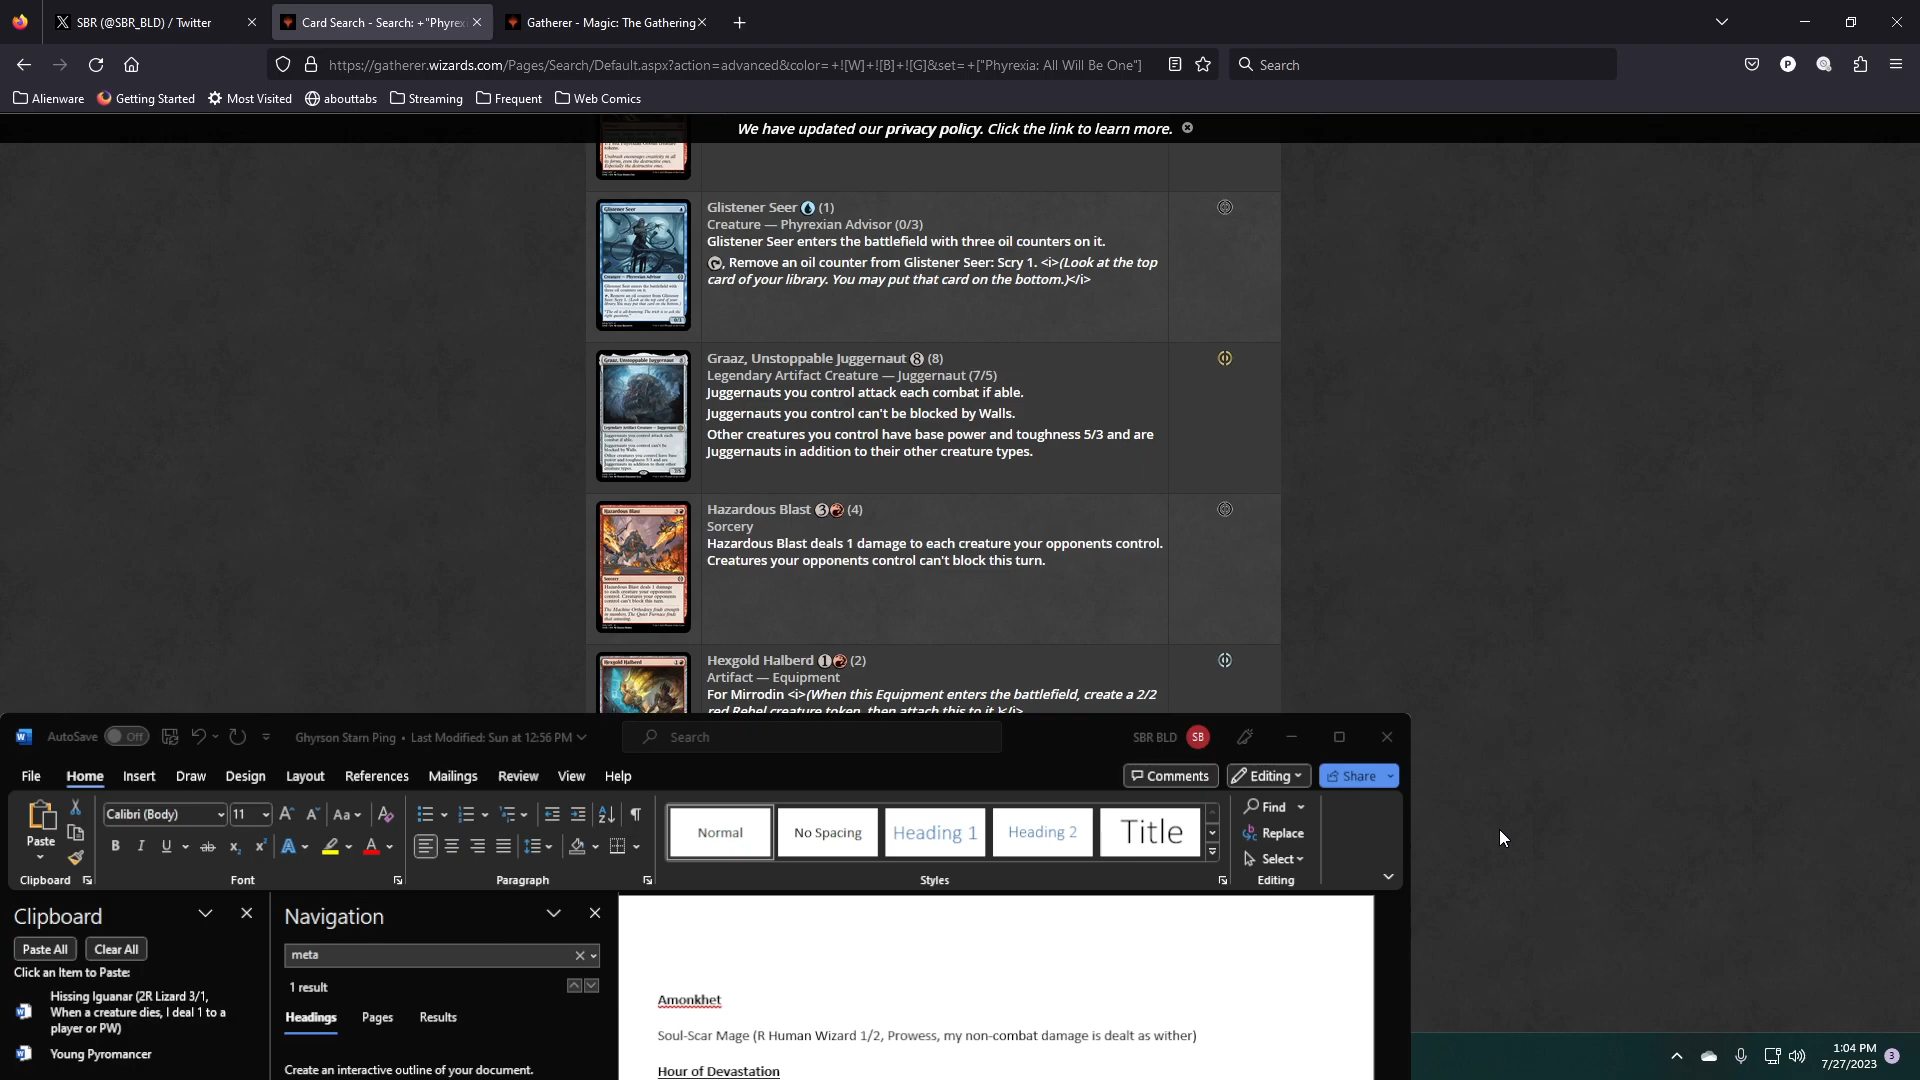 SBR (@SBR_BLD) / Twitter
Card Search - Search: +"Phyrexi
Gatherer - Magic: The Gathering
https://gatherer.wizards.com/Pages/Search/Default.aspx?action=advanced&color=+![W]+![B]+![G]&set=+["Phyrexia: All Will Be One"]
Search
Alienware
Getting Started
Most Visited
abouttabs
Streaming
Frequent
Web Comics
We have updated our privacy policy. Click the link to learn more.
Glistener Seer (1)
Creature — Phyrexian Advisor (0/3)
Glistener Seer enters the battlefield with three oil counters on it.
, Remove an oil counter from Glistener Seer: Scry 1. <i>(Look at the top
card of your library. You may put that card on the bottom.)</i>
Graaz, Unstoppable Juggernaut 8 (8)
Legendary Artifact Creature — Juggernaut (7/5)
Juggernauts you control attack each combat if able.
Juggernauts you control can't be blocked by Walls.
Other creatures you control have base power and toughness 5/3 and are
Juggernauts in addition to their other creature types.
Hazardous Blast 3 (4)
Sorcery
Hazardous Blast deals 1 damage to each creature your opponents control.
Creatures your opponents control can't block this turn.
Hexgold Halberd 1 (2)
Artifact — Equipment
For Mirrodin <i>(When this Equipment enters the battlefield, create a 2/2
red Rebel creature token, then attach this to it.)</i>
AutoSave Off
Ghyrson Starn Ping • Last Modified: Sun at 12:56 PM
Search
SBR BLD SB
File
Home
Insert
Draw
Design
Layout
References
Mailings
Review
View
Help
Comments
Editing
Share
Paste
Clipboard
Calibri (Body)
11
Font
Paragraph
Normal
No Spacing
Heading 1
Heading 2
Title
Styles
Find
Replace
Select
Editing
Clipboard
Paste All
Clear All
Click an Item to Paste:
Hissing Iguanar (2R Lizard 3/1,
When a creature dies, I deal 1 to a
player or PW)
Young Pyromancer
Navigation
meta
1 result
Headings
Pages
Results
Create an interactive outline of your document.
Amonkhet
Soul-Scar Mage (R Human Wizard 1/2, Prowess, my non-combat damage is dealt as wither)
Hour of Devastation
1:04 PM
7/27/2023
3